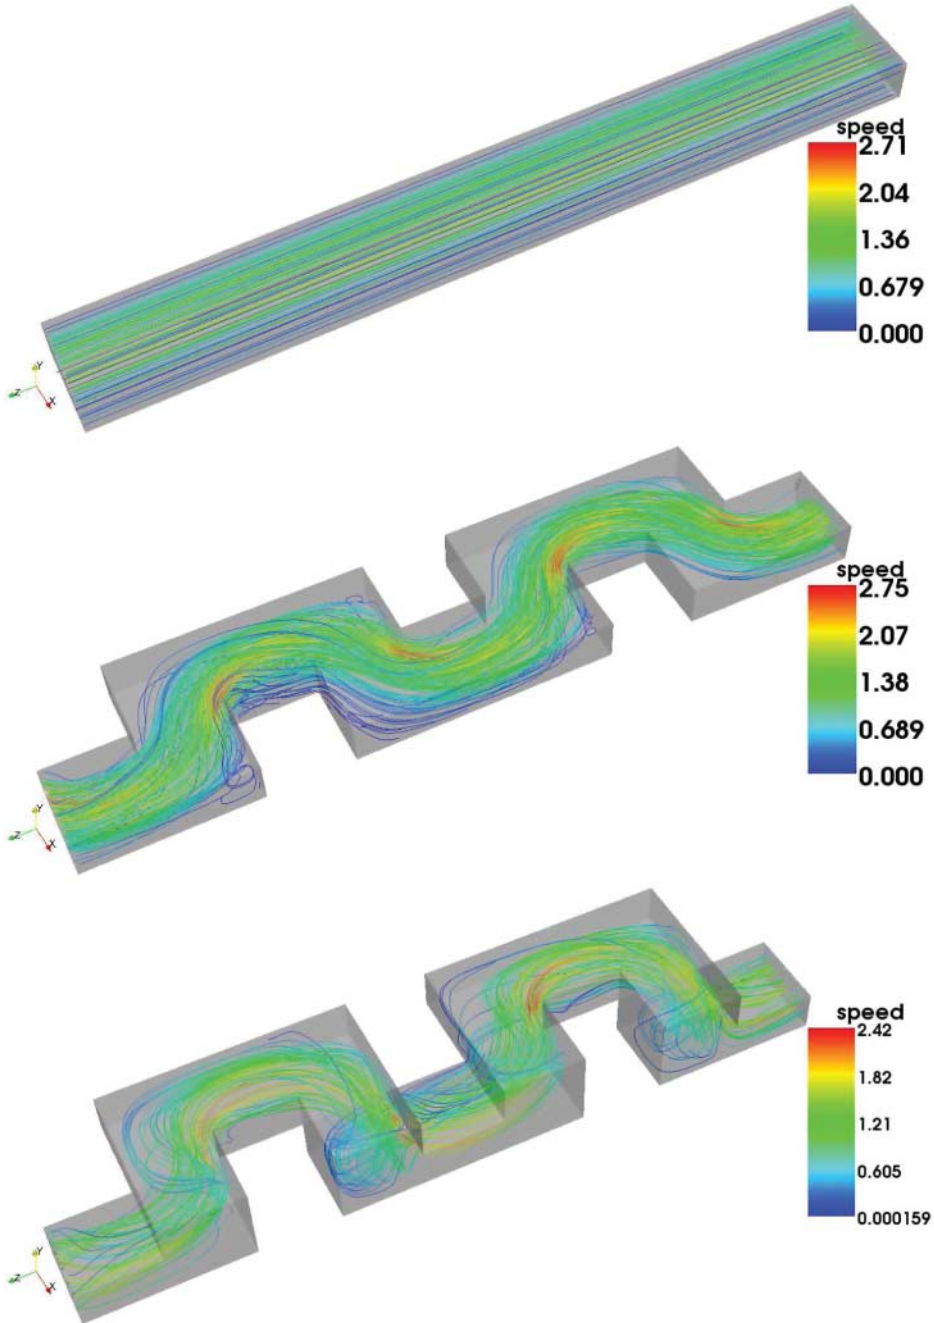 speed
2.71
2.04
1.36
0.679
0.000
Y
Z
X
speed
2.75
2.07
1.38
0.689
0.000
Y
Z
X
speed
2.42
1.82
1.21
0.605
0.000159
Y
Z
X